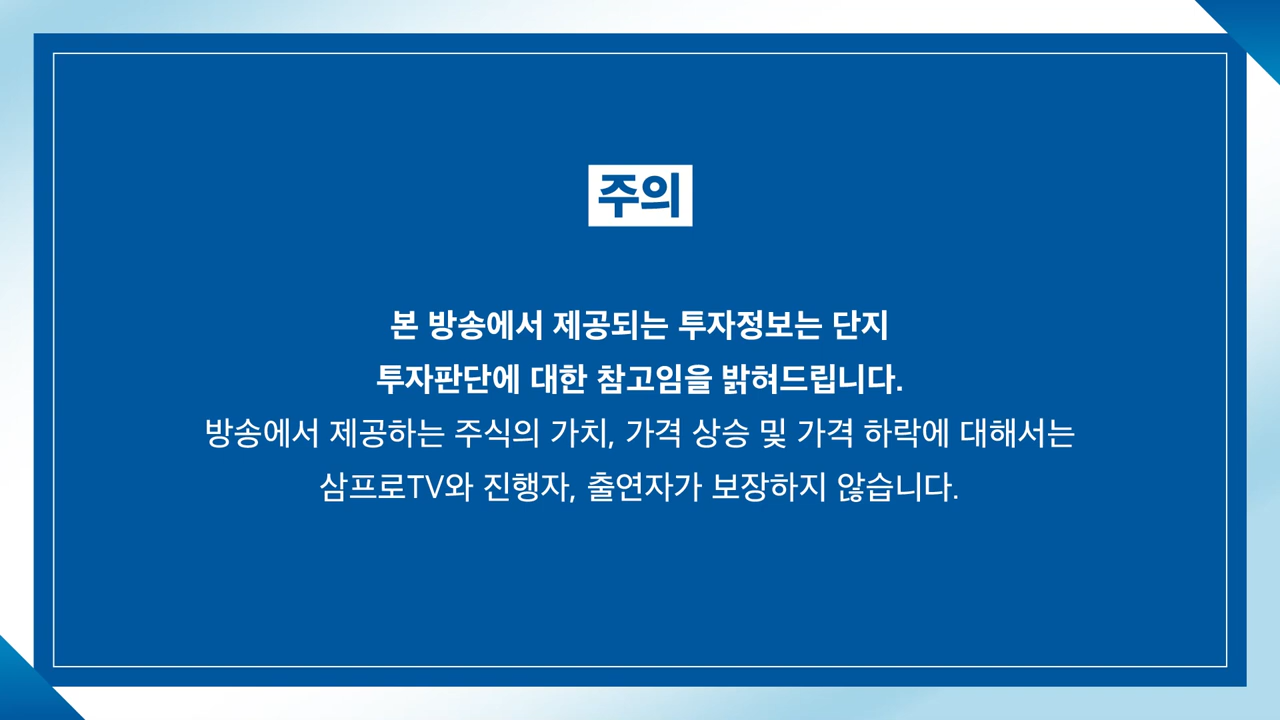 주의
본 방송에서 제공되는 투자정보는 단지
투자판단에 대한 참고임을 밝혀드립니다.
방송에서 제공하는 주식의 가치, 가격 상승 및 가격 하락에 대해서는
삼프로TV와 진행자, 출연자가 보장하지 않습니다.